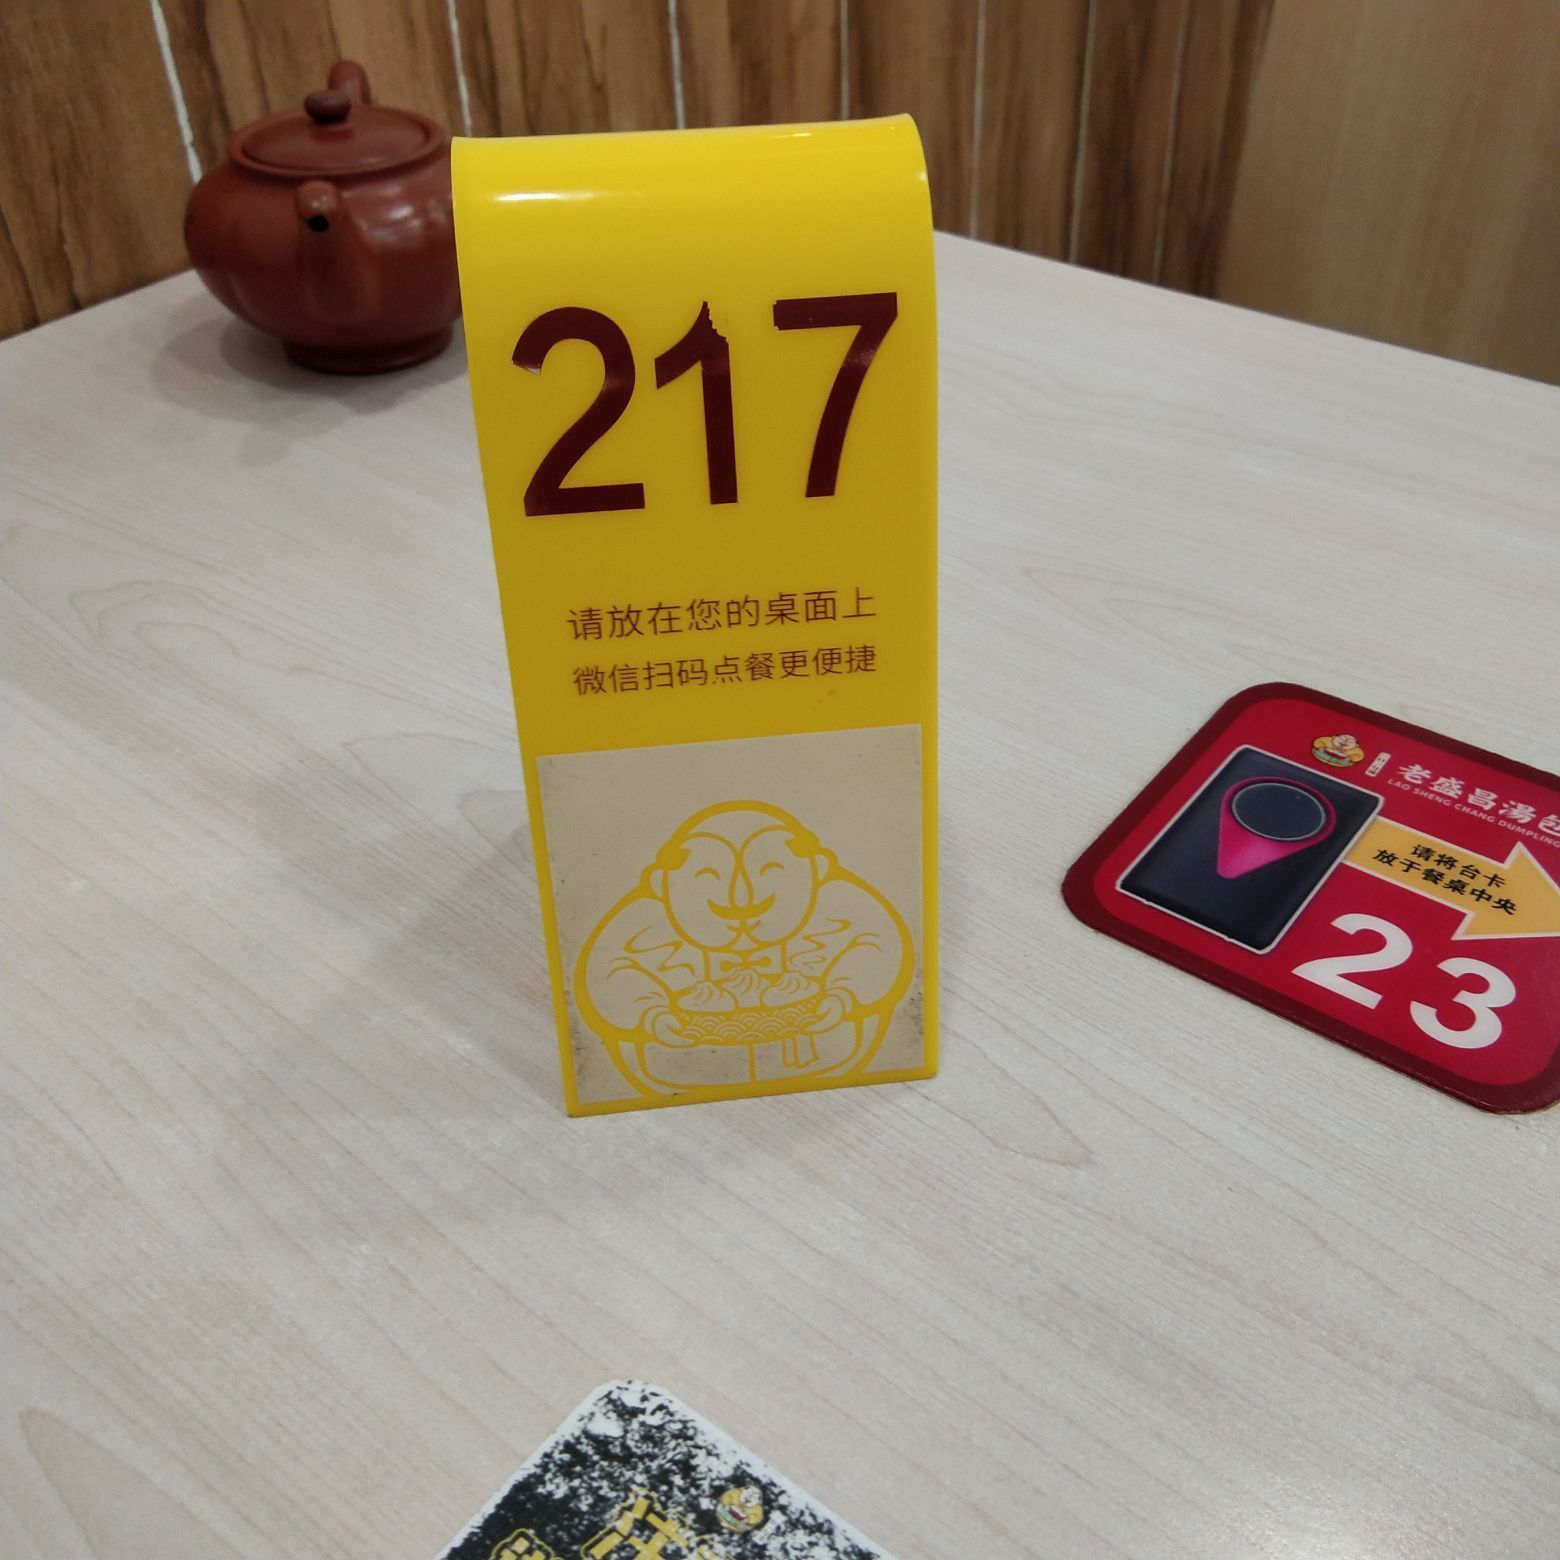 217
请放在您的桌面上
微信扫码点餐更便捷
老盛昌湯包
LAO SHENG CHANG DUMPLING
请将台卡
放于餐桌中央
23